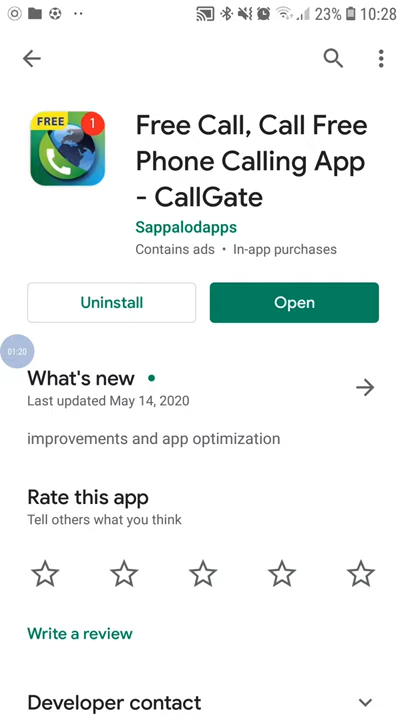 23% 10:28
FREE
1
Free Call, Call Free
Phone Calling App
- CallGate
Sappalodapps
Contains ads • In-app purchases
Uninstall
Open
01:20
What's new
Last updated May 14, 2020
improvements and app optimization
Rate this app
Tell others what you think
Write a review
Developer contact